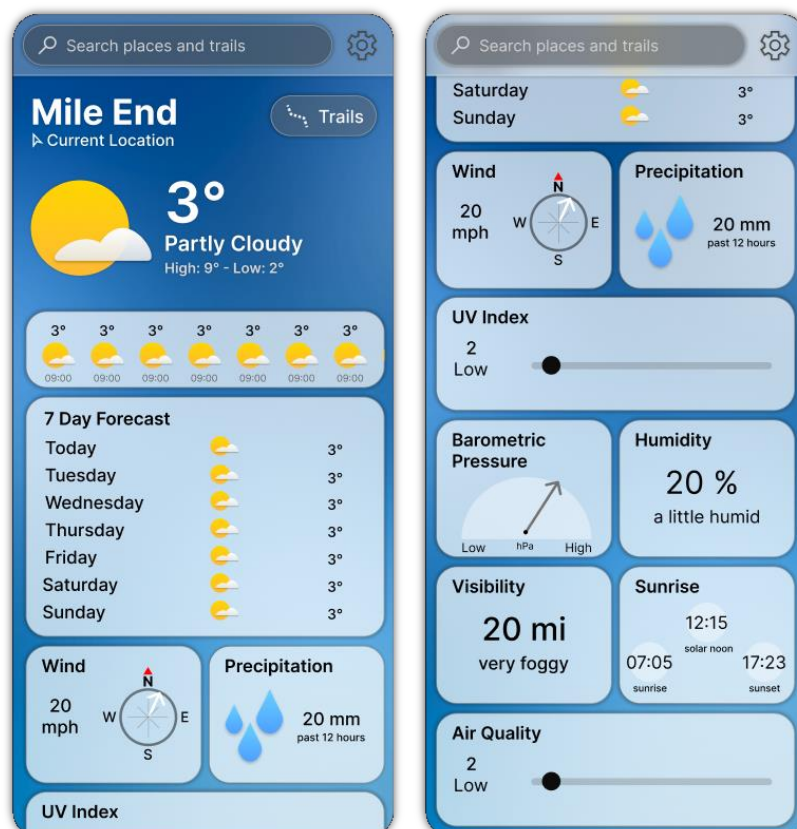 Search places and trails
Mile End
Trails
Current Location
3°
Partly Cloudy
High: 9° - Low: 2°
3° 3° 3° 3° 3° 3° 3°
09:00 09:00 09:00 09:00 09:00 09:00 09:00
7 Day Forecast
Today 3°
Tuesday 3°
Wednesday 3°
Thursday 3°
Friday 3°
Saturday 3°
Sunday 3°
Wind
20
mph
N
W E
S
Precipitation
20 mm
past 12 hours
UV Index
Search places and trails
Saturday 3°
Sunday 3°
Wind
20
mph
N
W E
S
Precipitation
20 mm
past 12 hours
UV Index
2
Low
Barometric
Pressure
Low hPa High
Humidity
20 %
a little humid
Visibility
20 mi
very foggy
Sunrise
12:15
solar noon
07:05 17:23
sunrise sunset
Air Quality
2
Low